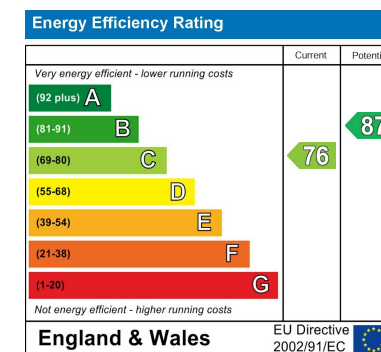 Energy Efficiency Rating
Current Potenti
Very energy efficient - lower running costs
(92 plus) A
(81-91) B
87
(69-80) C
76
(55-68) D
(39-54) E
(21-38) F
(1-20) G
Not energy efficient - higher running costs
England & Wales
EU Directive
2002/91/EC